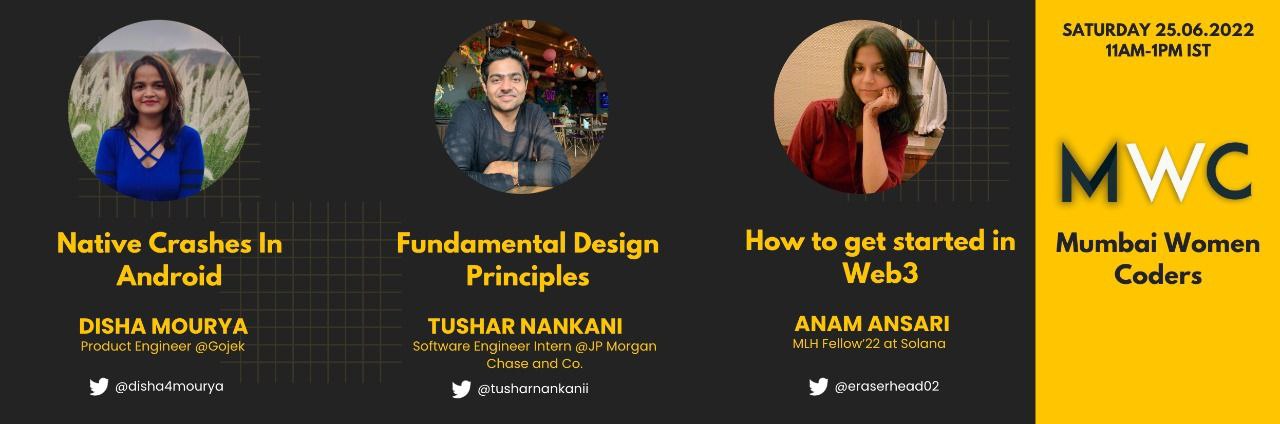 Native Crashes In
Android
DISHA MOURYA
Product Engineer @Gojek
@disha4mourya
Fundamental Design
Principles
TUSHAR NANKANI
Software Engineer Intern @JP Morgan
Chase and Co.
@tusharnankanii
How to get started in
Web3
ANAM ANSARI
MLH Fellow'22 at Solana
@eraserhead02
SATURDAY 25.06.2022
11AM-1PM IST
MWC
Mumbai Women
Coders